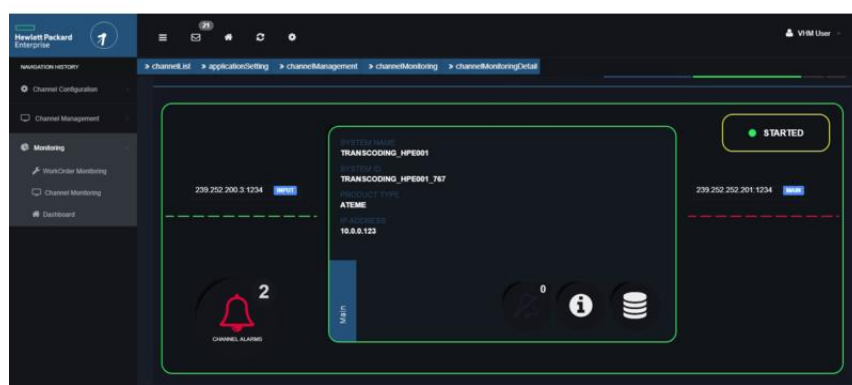 Hewlett Packard
Enterprise
21
VHM User
NAVIGATION HISTORY
» channelList » applicationSetting » channelManagement » channelMonitoring » channelMonitoringDetail
Channel Configuration
Channel Management
Monitoring
WorkOrder Monitoring
Channel Monitoring
Dashboard
STARTED
SYSTEM NAME
TRANSCODING_HPE001
SYSTEM ID
TRANSCODING_HPE001_767
PRODUCT TYPE
ATEME
IP ADDRESS
10.0.0.123
239.252.200.3:1234 INPUT
239.252.252.201:1234 MAIN
2
CHANNEL ALARMS
Main
0